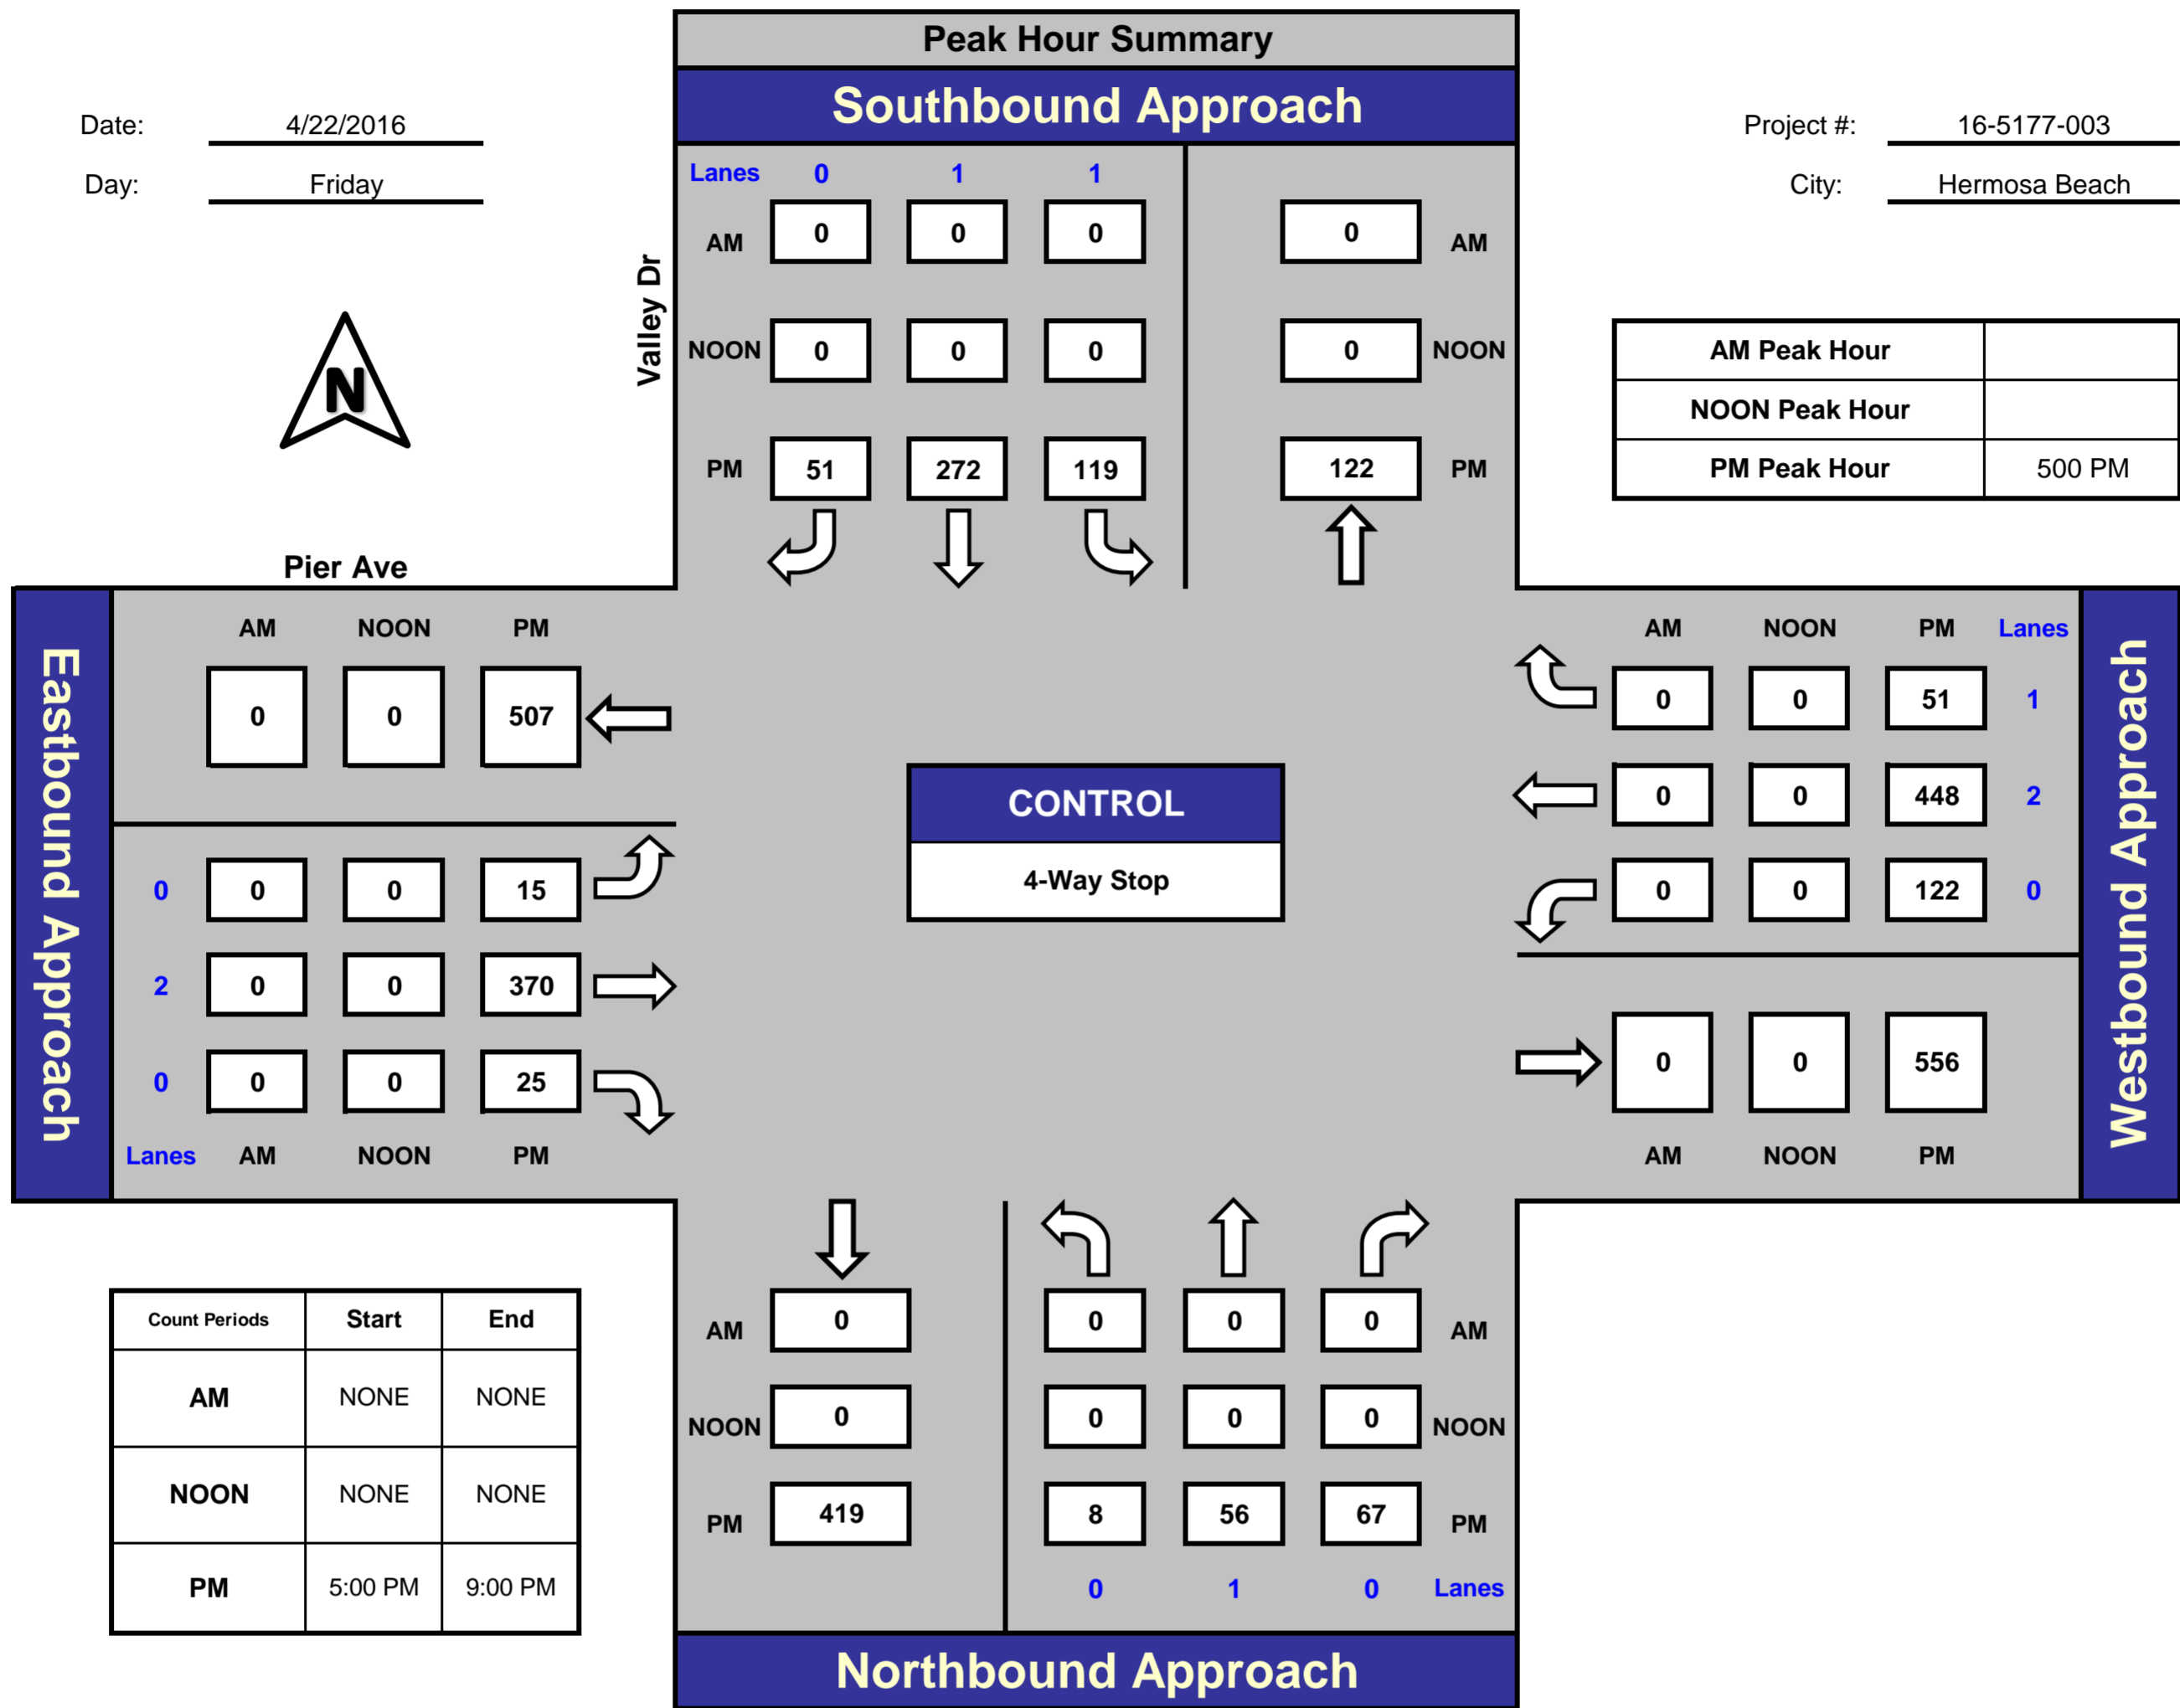 Peak Hour Summary
Southbound Approach
Date: 4/22/2016
Project #: 16-5177-003
Day: Friday
City: Hermosa Beach
Lanes 0 1 1
AM 0 0 0 0 AM
Valley Dr
NOON 0 0 0 0 NOON
PM 51 272 119 122 PM
N
AM Peak Hour
NOON Peak Hour
PM Peak Hour 500 PM
Pier Ave
Eastbound Approach
AM NOON PM
0 0 507
0 0 0 15
2 0 0 370
0 0 0 25
Lanes AM NOON PM
CONTROL
4-Way Stop
AM NOON PM Lanes
0 0 51 1
0 0 448 2
0 0 122 0
0 0 556
AM NOON PM
Westbound Approach
Count Periods Start End
AM NONE NONE
NOON NONE NONE
PM 5:00 PM 9:00 PM
AM 0 0 0 0 AM
NOON 0 0 0 0 NOON
PM 419 8 56 67 PM
0 1 0 Lanes
Northbound Approach